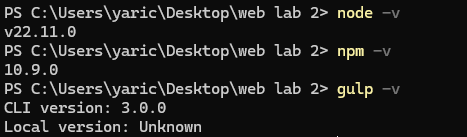 PS C:\Users\yaric\Desktop\web lab 2> node -v
v22.11.0
PS C:\Users\yaric\Desktop\web lab 2> npm -v
10.9.0
PS C:\Users\yaric\Desktop\web lab 2> gulp -v
CLI version: 3.0.0
Local version: Unknown